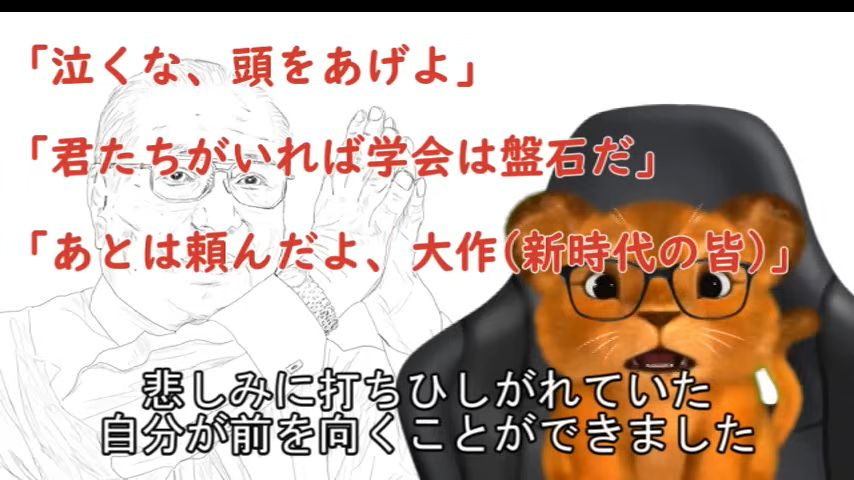 「泣くな、頭をあげよ」
「君たちがいれば学会は盤石だ」
「あとは頼んだよ、大作(新時代の皆)」
悲しみに打ちひしがれていた
自分が前を向くことができました